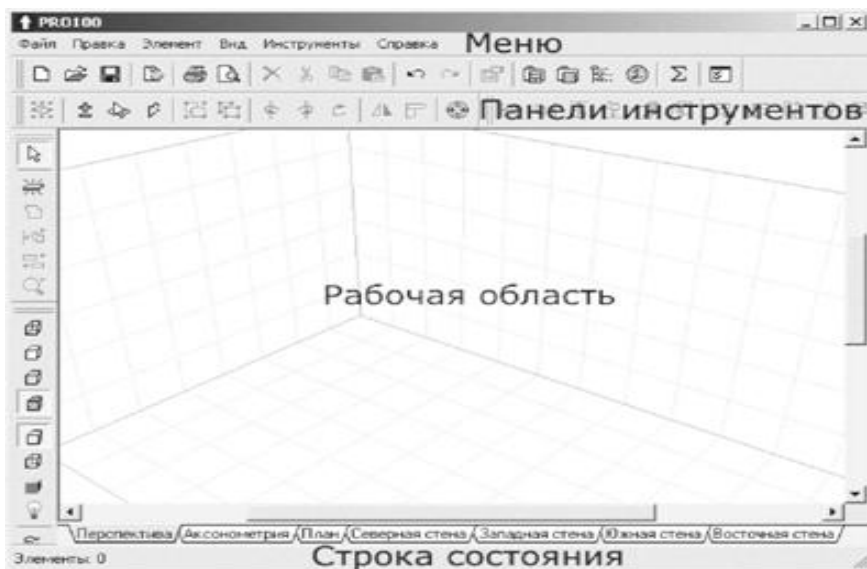 PRO100
Файл Правка Элемент Вид Инструменты Справка Меню
Панели инструментов
Рабочая область
Перспектива Аксонометрия План Северная стена Западная стена Южная стена Восточная стена
Элементы: 0 Строка состояния